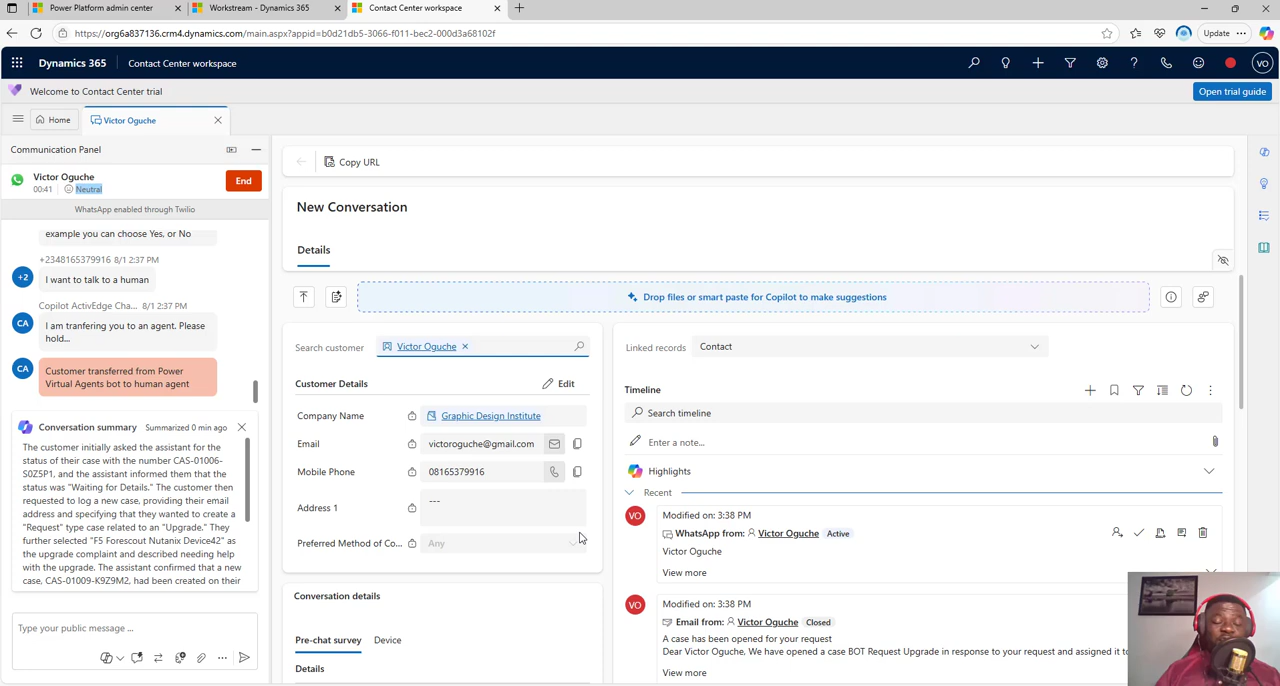 Power Platform admin center
Workstream - Dynamics 365
Contact Center workspace
https://org6a837136.crm4.dynamics.com/main.aspx?appid=b0d21db5-3066-f011-bec2-000d3a68102f
Update
Dynamics 365
Contact Center workspace
VO
Welcome to Contact Center trial
Open trial guide
Home
Victor Oguche
Communication Panel
Copy URL
Victor Oguche
00:41
Neutral
End
WhatsApp enabled through Twilio
New Conversation
Details
example you can choose Yes, or No
+2348165379916 8/1 2:37 PM
+2
I want to talk to a human
Copilot ActivEdge Cha... 8/1 2:37 PM
CA
I am tranfering you to an agent. Please
hold...
CA
Customer transferred from Power
Virtual Agents bot to human agent
Conversation summary
Summarized 0 min ago
The customer initially asked the assistant for the
status of their case with the number CAS-01006-
S0Z5P1, and the assistant informed them that the
status was "Waiting for Details." The customer then
requested to log a new case, providing their email
address and specifying that they wanted to create a
"Request" type case related to an "Upgrade." They
further selected "F5 Forescout Nutanix Device42" as
the upgrade complaint and described needing help
with the upgrade. The assistant confirmed that a new
case, CAS-01009-K9Z9M2, had been created on their
Type your public message ...
Drop files or smart paste for Copilot to make suggestions
Search customer
Victor Oguche
Customer Details
Edit
Company Name
Graphic Design Institute
Email
victoroguche@gmail.com
Mobile Phone
08165379916
Address 1
---
Preferred Method of Co...
Any
Conversation details
Pre-chat survey
Device
Details
Linked records
Contact
Timeline
Search timeline
Enter a note...
Highlights
Recent
VO
Modified on: 3:38 PM
WhatsApp from: Victor Oguche Active
Victor Oguche
View more
VO
Modified on: 3:38 PM
Email from: Victor Oguche Closed
A case has been opened for your request
Dear Victor Oguche, We have opened a case BOT Request Upgrade in response to your request and assigned it to
View more